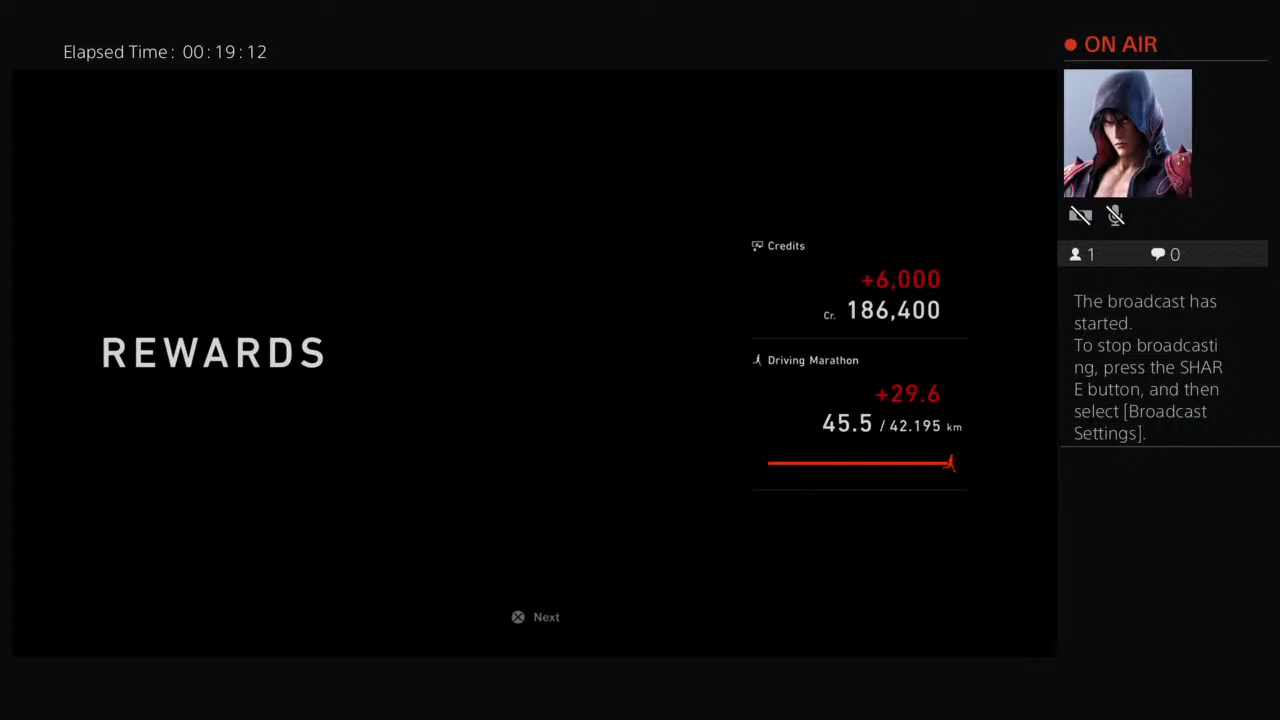 Elapsed Time: 00:19:12
ON AIR
1
0
The broadcast has
started.
To stop broadcasti
ng, press the SHAR
E button, and then
select [Broadcast
Settings].
REWARDS
Credits
+6,000
Cr. 186,400
Driving Marathon
+29.6
45.5 / 42.195 km
Next